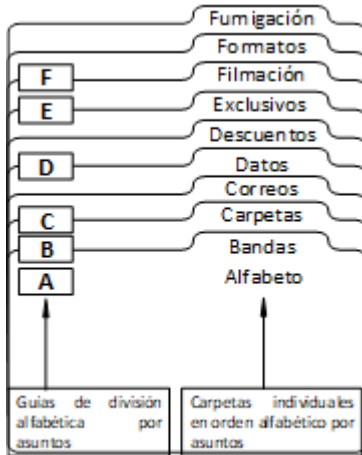 Fumigación
Formatos
F Filmación
E Exclusivos
Descuentos
D Datos
Correos
C Carpetas
B Bandas
A Alfabeto
Guias de división
alfabética por
asuntos
Carpetas individuales
en orden alfabético por
asuntos